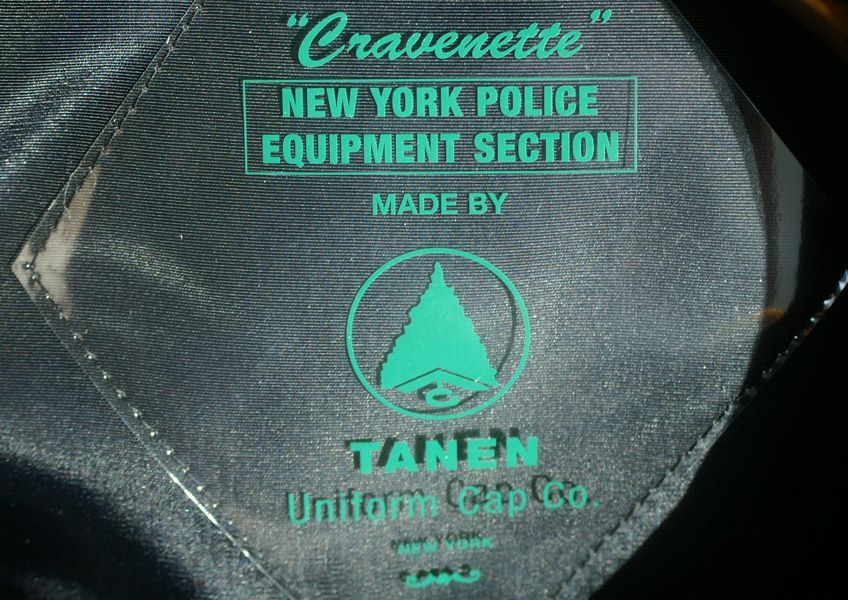 "Cravenette"
NEW YORK POLICE
EQUIPMENT SECTION
MADE BY
TANEN
Uniform Cap Co.
NEW YORK